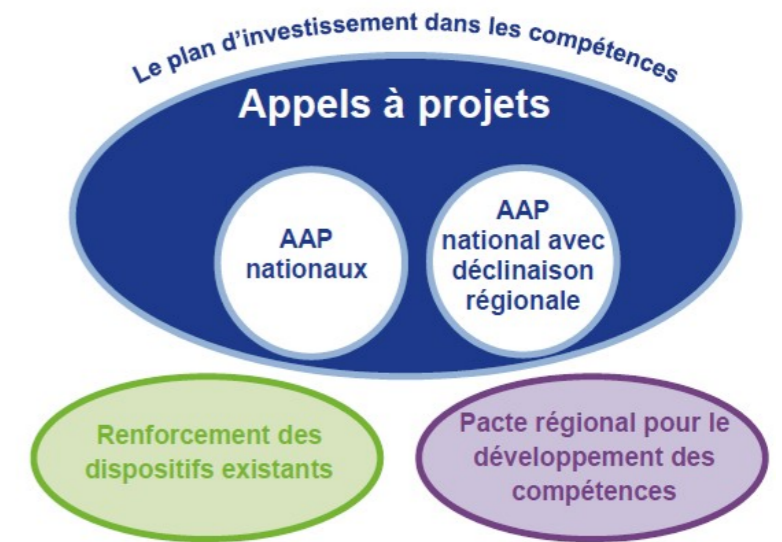 Le plan d'investissement dans les compétences
Appels à projets
AAP
nationaux
AAP
national avec
déclinaison
régionale
Renforcement des
dispositifs existants
Pacte régional pour le
développement des
compétences